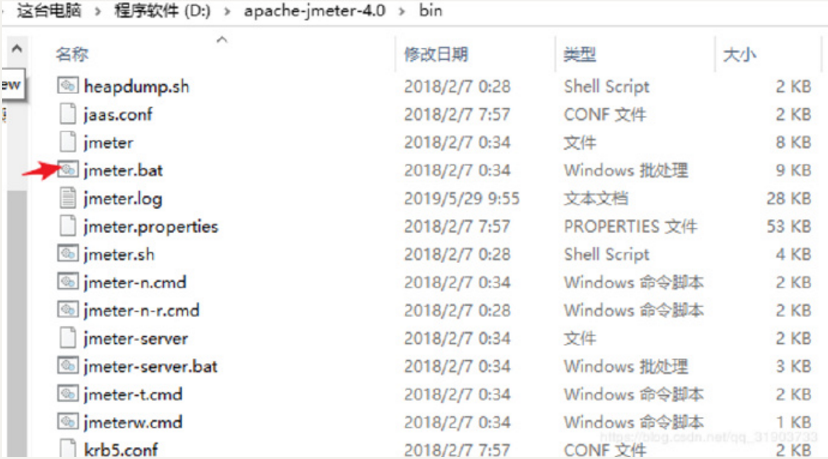 这台电脑 > 程序软件 (D:) > apache-jmeter-4.0 > bin
名称 修改日期 类型 大小
ew
heapdump.sh 2018/2/7 0:28 Shell Script 2 KB
jaas.conf 2018/2/7 7:57 CONF 文件 2 KB
jmeter 2018/2/7 0:34 文件 8 KB
jmeter.bat 2018/2/7 0:34 Windows 批处理 9 KB
jmeter.log 2019/5/29 9:55 文本文档 28 KB
jmeter.properties 2018/2/7 7:57 PROPERTIES 文件 53 KB
jmeter.sh 2018/2/7 0:28 Shell Script 4 KB
jmeter-n.cmd 2018/2/7 0:34 Windows 命令脚本 2 KB
jmeter-n-r.cmd 2018/2/7 0:28 Windows 命令脚本 2 KB
jmeter-server 2018/2/7 0:34 文件 2 KB
jmeter-server.bat 2018/2/7 0:34 Windows 批处理 3 KB
jmeter-t.cmd 2018/2/7 0:34 Windows 命令脚本 2 KB
jmeterw.cmd 2018/2/7 0:34 Windows 命令脚本 1 KB
https://blog.csdn.net/qq_31903733
krb5.conf 2018/2/7 7:57 CONF 文件 2 KB